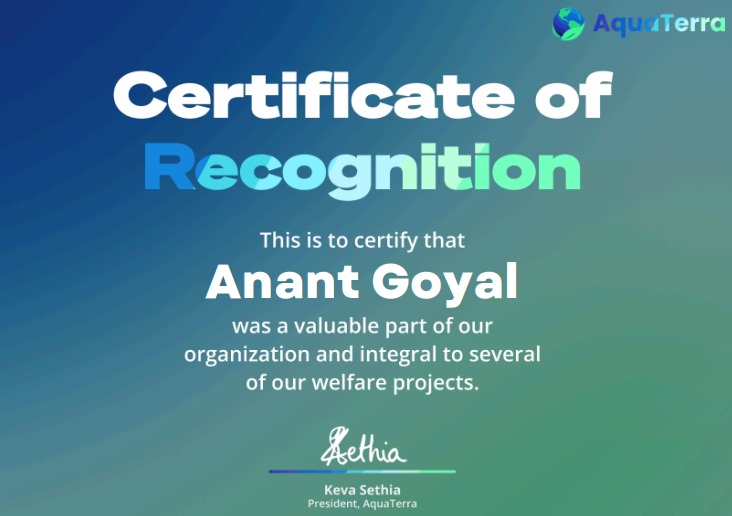 AquaTerra
Certificate of
Recognition
This is to certify that
Anant Goyal
was a valuable part of our
organization and integral to several
of our welfare projects.
Sethia
Keva Sethia
President, AquaTerra